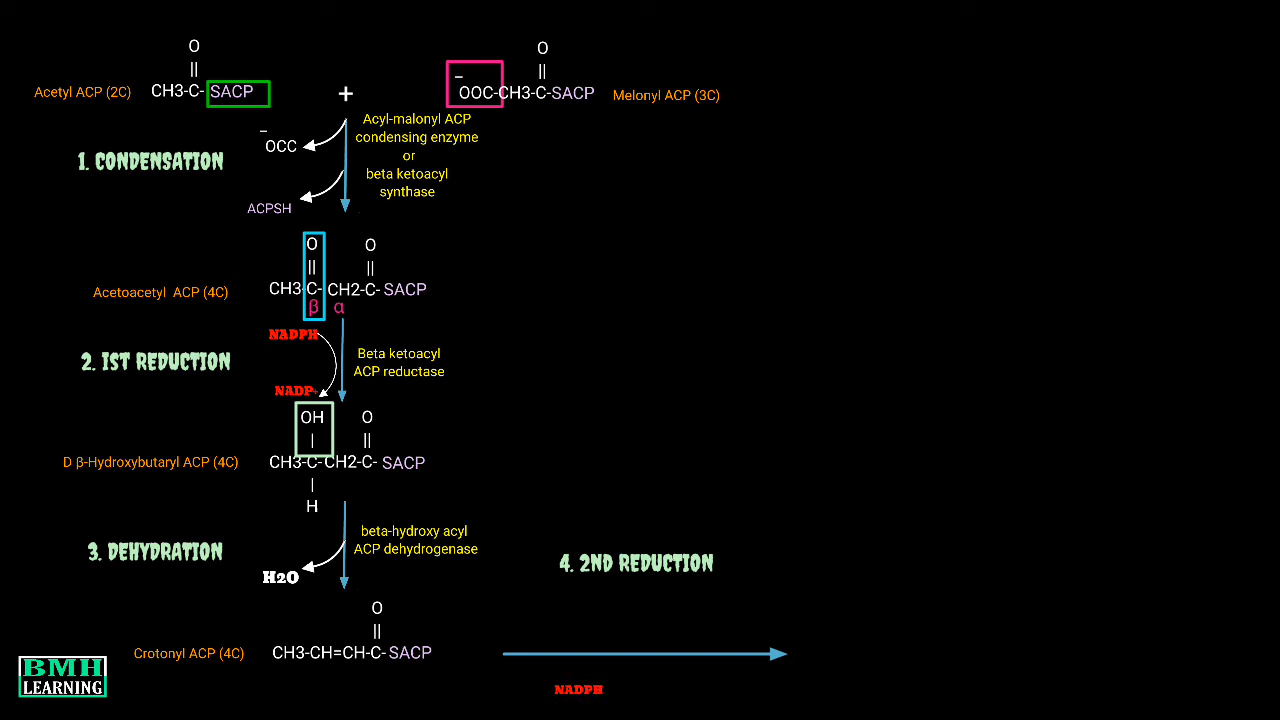 O
||
Acetyl ACP (2C)
CH3-C-SACP
+
O
||
–
OOC-CH3-C-SACP
Melonyl ACP (3C)
1. CONDENSATION
–
OCC
ACPSH
Acyl-malonyl ACP
condensing enzyme
or
beta ketoacyl
synthase
O O
|| ||
Acetoacetyl ACP (4C)
CH3-C-CH2-C-SACP
β α
2. IST REDUCTION
NADPH
NADP+
Beta ketoacyl
ACP reductase
OH O
| ||
D β-Hydroxybutaryl ACP (4C)
CH3-C-CH2-C-SACP
|
H
3. DEHYDRATION
H2O
beta-hydroxy acyl
ACP dehydrogenase
O
||
Crotonyl ACP (4C)
CH3-CH=CH-C-SACP
4. 2ND REDUCTION
NADPH
BMH
LEARNING